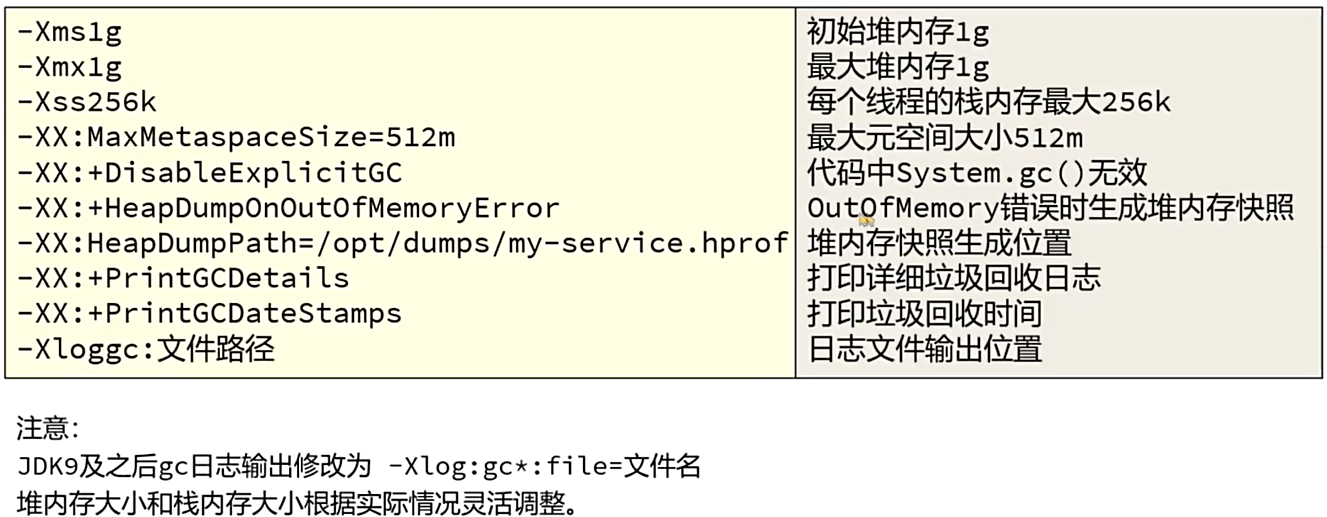 -Xms1g 初始堆内存1g
-Xmx1g 最大堆内存1g
-Xss256k 每个线程的栈内存最大256k
-XX:MaxMetaspaceSize=512m 最大元空间大小512m
-XX:+DisableExplicitGC 代码中System.gc()无效
-XX:+HeapDumpOnOutOfMemoryError OutOfMemory错误时生成堆内存快照
-XX:HeapDumpPath=/opt/dumps/my-service.hprof 堆内存快照生成位置
-XX:+PrintGCDetails 打印详细垃圾回收日志
-XX:+PrintGCDateStamps 打印垃圾回收时间
-Xloggc:文件路径 日志文件输出位置
注意：
JDK9及之后gc日志输出修改为 -Xlog:gc*:file=文件名
堆内存大小和栈内存大小根据实际情况灵活调整。